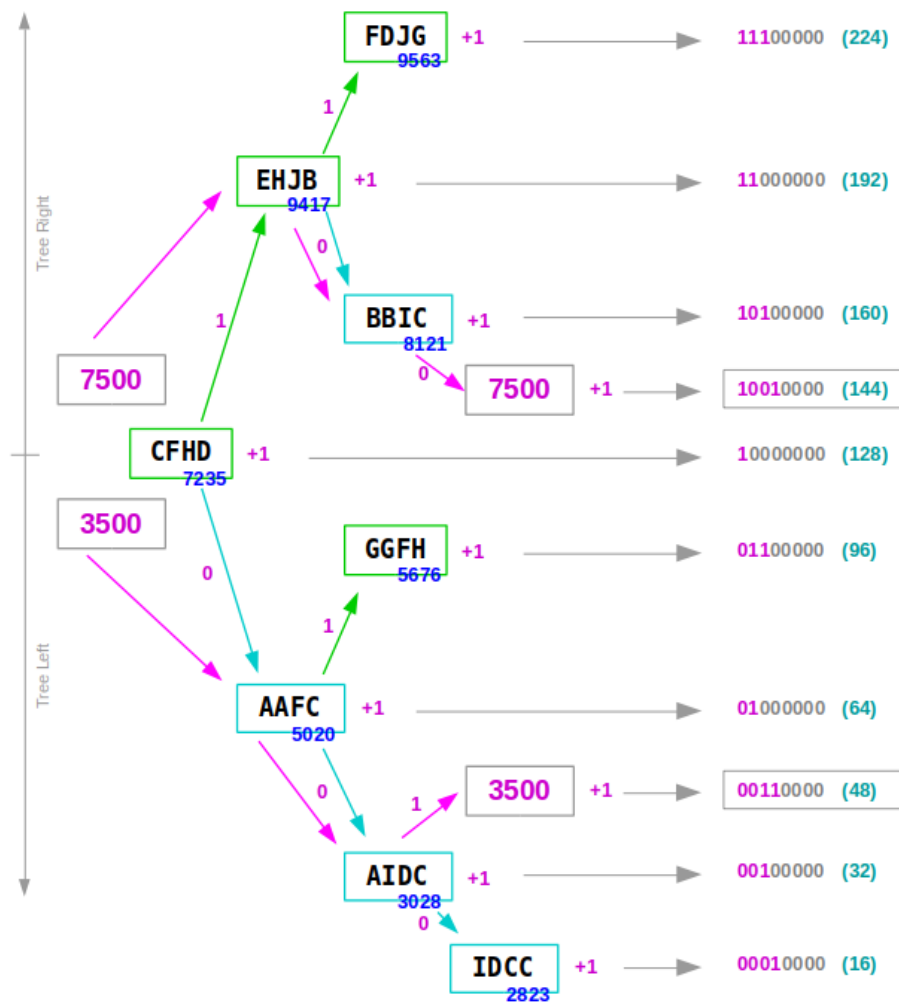 FDJG +1 11100000 (224)
9563
1
EHJB +1 11000000 (192)
9417
Tree Right
0
1
BBIC +1 10100000 (160)
8121
0
7500
7500 +1 10010000 (144)
CFHD +1 10000000 (128)
7235
3500
GGFH +1 01100000 (96)
5676
0
1
Tree Left
AAFC +1 01000000 (64)
5020
0
1
3500 +1 00110000 (48)
AIDC +1 00100000 (32)
3028
0
IDCC +1 00010000 (16)
2823